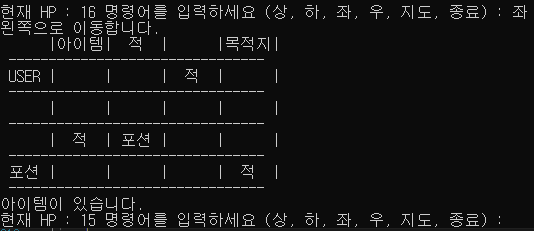 현재 HP : 16 명령어를 입력하세요 (상, 하, 좌, 우, 지도, 종료) : 좌
왼쪽으로 이동합니다.
|아이템| 적 | |목적지|
--------------------------------
USER| | | 적 | |
--------------------------------
| | | | |
--------------------------------
| 적 | 포션 | | |
--------------------------------
포션| | | | 적 |
--------------------------------
아이템이 있습니다.
현재 HP : 15 명령어를 입력하세요 (상, 하, 좌, 우, 지도, 종료) :